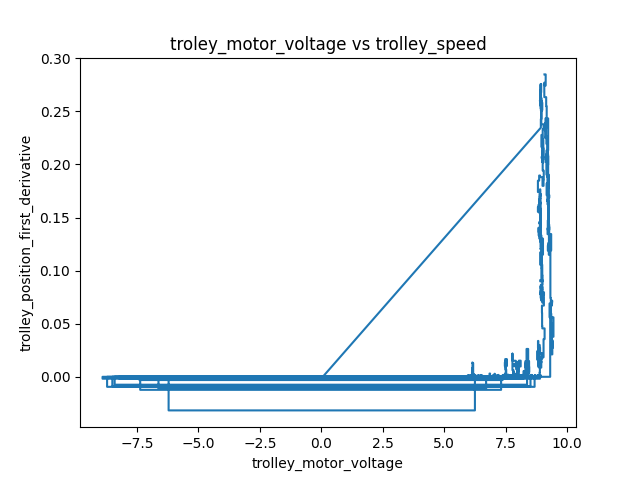 troley_motor_voltage vs trolley_speed
0.30
0.25
0.20
0.15
0.10
0.05
0.00
trolley_position_first_derivative
−7.5 −5.0 −2.5 0.0 2.5 5.0 7.5 10.0
trolley_motor_voltage